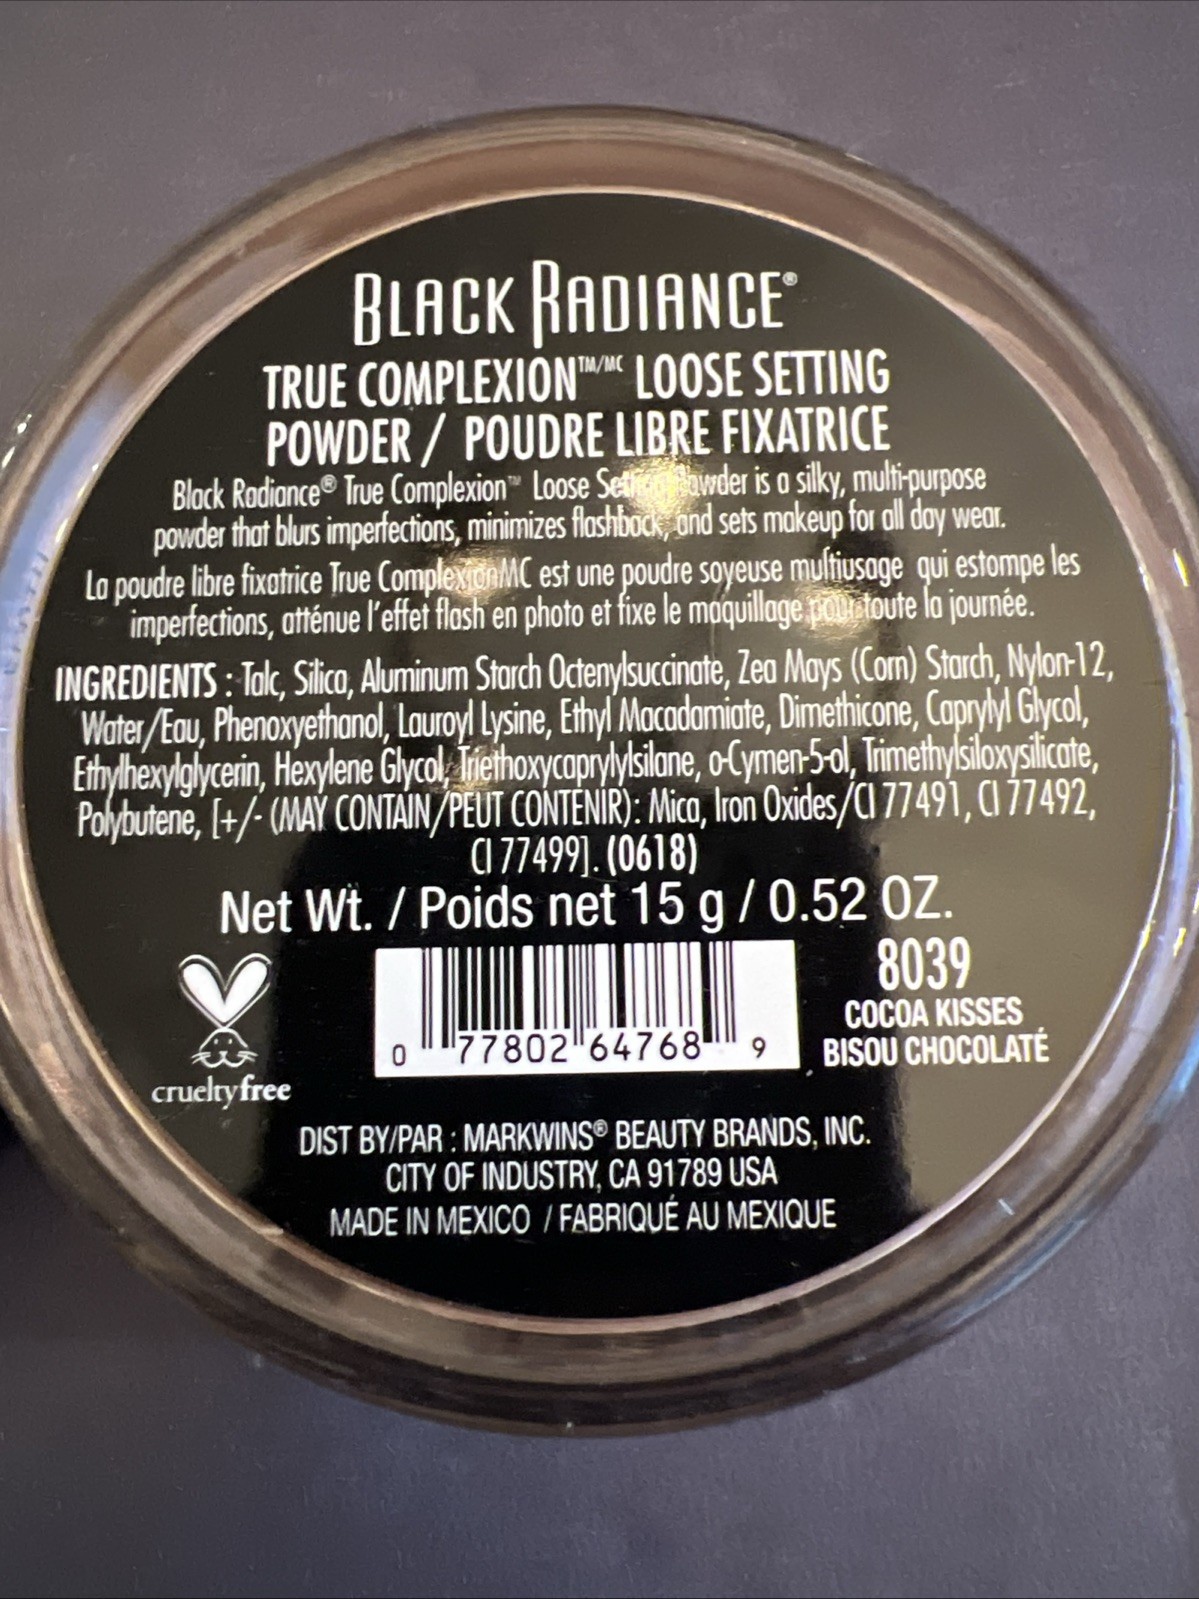 BLACK RADIANCE®
TRUE COMPLEXION™/MC LOOSE SETTING
POWDER / POUDRE LIBRE FIXATRICE
Black Radiance® True Complexion™ Loose Setting Powder is a silky, multi-purpose
powder that blurs imperfections, minimizes flashback, and sets makeup for all day wear.
La poudre libre fixatrice True ComplexionMC est une poudre soyeuse multiusage qui estompe les
imperfections, atténue l'effet flash en photo et fixe le maquillage pour toute la journée.
INGREDIENTS : Talc, Silica, Aluminum Starch Octenylsuccinate, Zea Mays (Corn) Starch, Nylon-12,
Water/Eau, Phenoxyethanol, Lauroyl Lysine, Ethyl Macadamiate, Dimethicone, Caprylyl Glycol,
Ethylhexylglycerin, Hexylene Glycol, Triethoxycaprylylsilane, o-Cymen-5-ol, Trimethylsiloxysilicate,
Polybutene, [+/- (MAY CONTAIN/PEUT CONTENIR): Mica, Iron Oxides/CI 77491, CI 77492,
CI 77499]. (0618)
Net Wt. / Poids net 15 g / 0.52 OZ.
8039
COCOA KISSES
BISOU CHOCOLATÉ
0 77802 64768 9
crueltyfree
DIST BY/PAR : MARKWINS® BEAUTY BRANDS, INC.
CITY OF INDUSTRY, CA 91789 USA
MADE IN MEXICO / FABRIQUÉ AU MEXIQUE